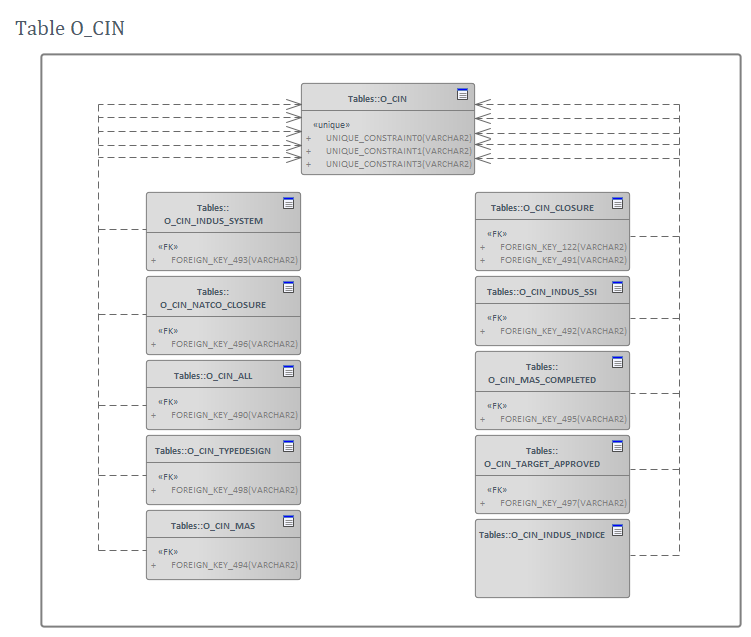 Table O_CIN
Tables::O_CIN
«unique»
+ UNIQUE_CONSTRAINT0(VARCHAR2)
+ UNIQUE_CONSTRAINT1(VARCHAR2)
+ UNIQUE_CONSTRAINT3(VARCHAR2)
Tables::
O_CIN_INDUS_SYSTEM
«FK»
+ FOREIGN_KEY_493(VARCHAR2)
Tables::
O_CIN_NATCO_CLOSURE
«FK»
+ FOREIGN_KEY_496(VARCHAR2)
Tables::O_CIN_ALL
«FK»
+ FOREIGN_KEY_490(VARCHAR2)
Tables::O_CIN_TYPEDESIGN
«FK»
+ FOREIGN_KEY_498(VARCHAR2)
Tables::O_CIN_MAS
«FK»
+ FOREIGN_KEY_494(VARCHAR2)
Tables::O_CIN_CLOSURE
«FK»
+ FOREIGN_KEY_122(VARCHAR2)
+ FOREIGN_KEY_491(VARCHAR2)
Tables::O_CIN_INDUS_SSI
«FK»
+ FOREIGN_KEY_492(VARCHAR2)
Tables::
O_CIN_MAS_COMPLETED
«FK»
+ FOREIGN_KEY_495(VARCHAR2)
Tables::
O_CIN_TARGET_APPROVED
«FK»
+ FOREIGN_KEY_497(VARCHAR2)
Tables::O_CIN_INDUS_INDICE